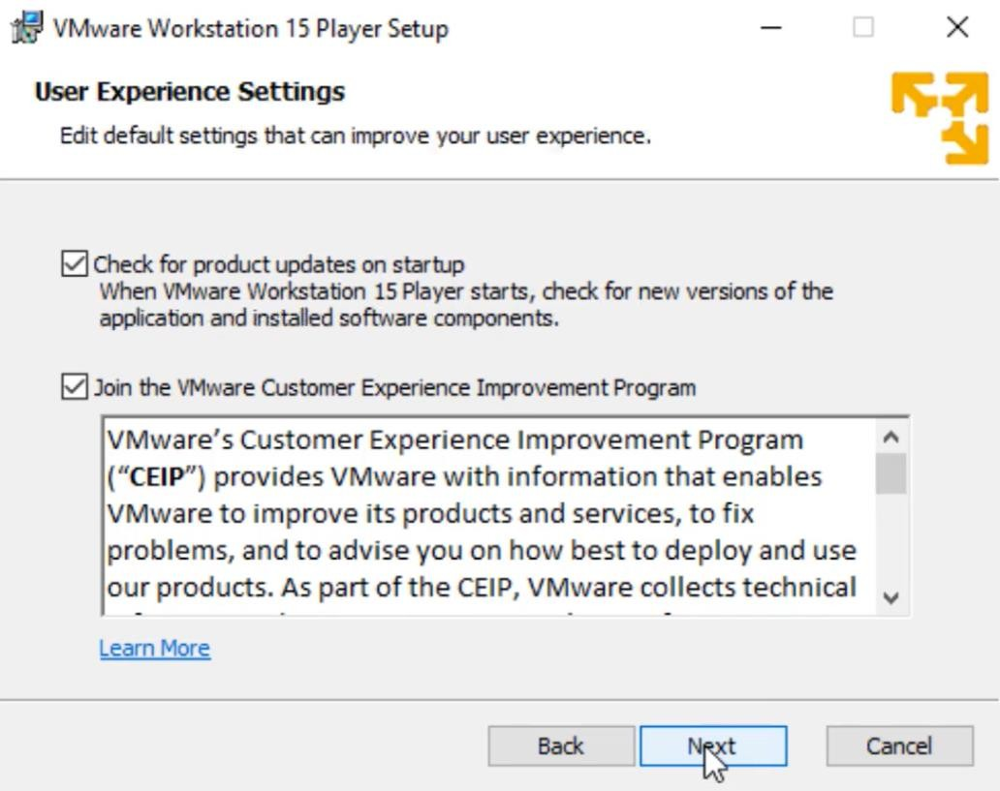 VMware Workstation 15 Player Setup
User Experience Settings
Edit default settings that can improve your user experience.
Check for product updates on startup
When VMware Workstation 15 Player starts, check for new versions of the
application and installed software components.
Join the VMware Customer Experience Improvement Program
VMware’s Customer Experience Improvement Program
(“CEIP”) provides VMware with information that enables
VMware to improve its products and services, to fix
problems, and to advise you on how best to deploy and use
our products. As part of the CEIP, VMware collects technical
Learn More
Back
Next
Cancel